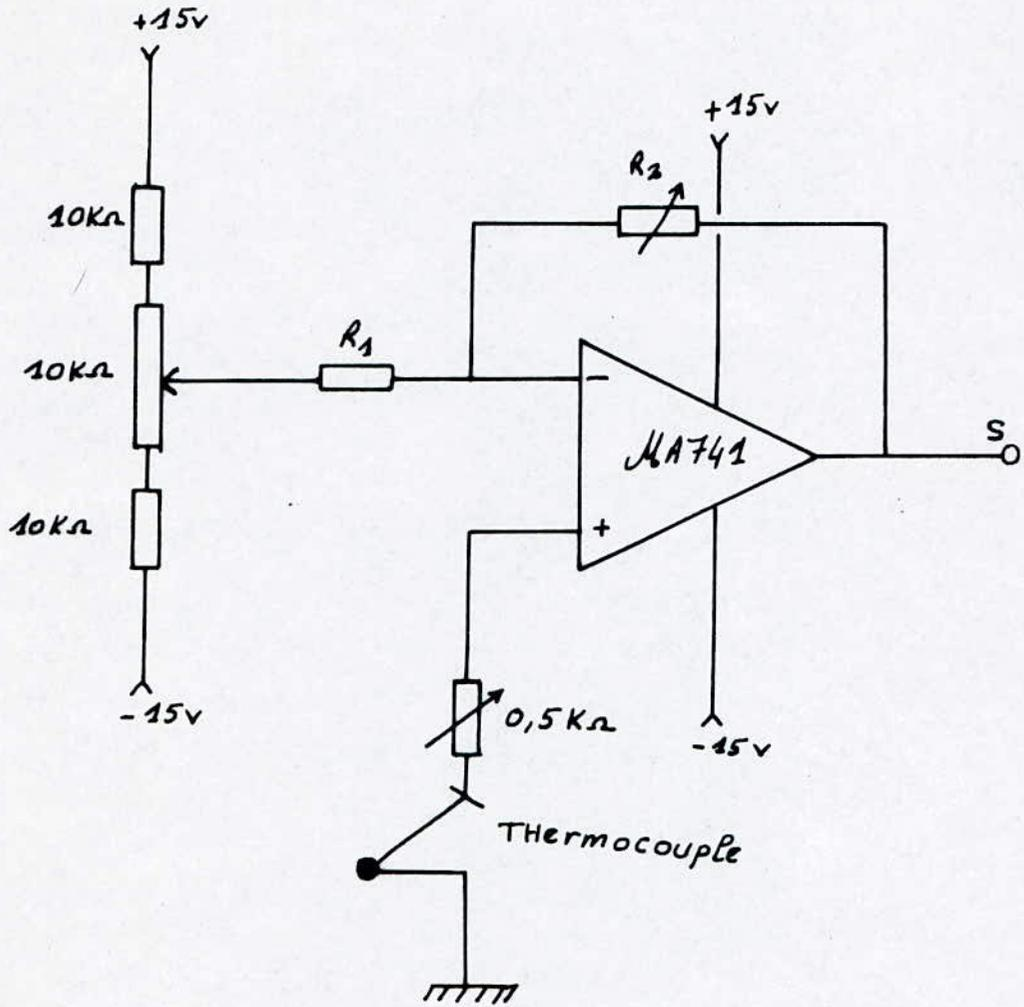 +15v
+15v
R2
10KΩ
R1
10KΩ
-
μA741
S
10KΩ
+
-15v
0,5KΩ
-15v
THermocouple